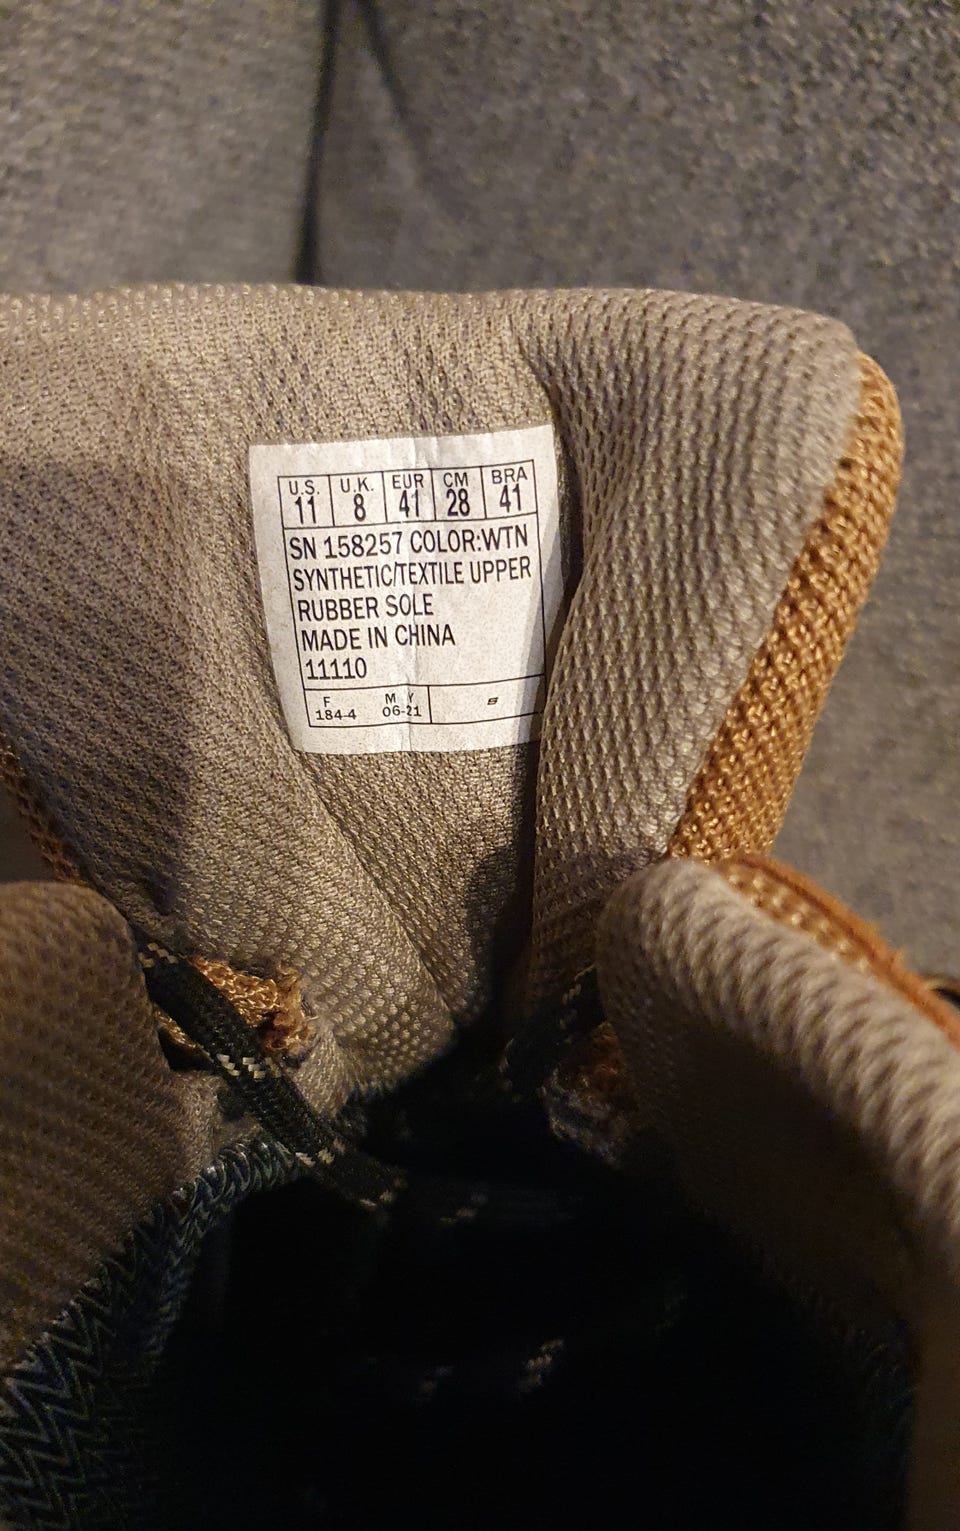 U.S. U.K. EUR CM BRA
11 8 41 28 41
SN 158257 COLOR:WTN
SYNTHETIC/TEXTILE UPPER
RUBBER SOLE
MADE IN CHINA
11110
F M Y
184-4 06-21